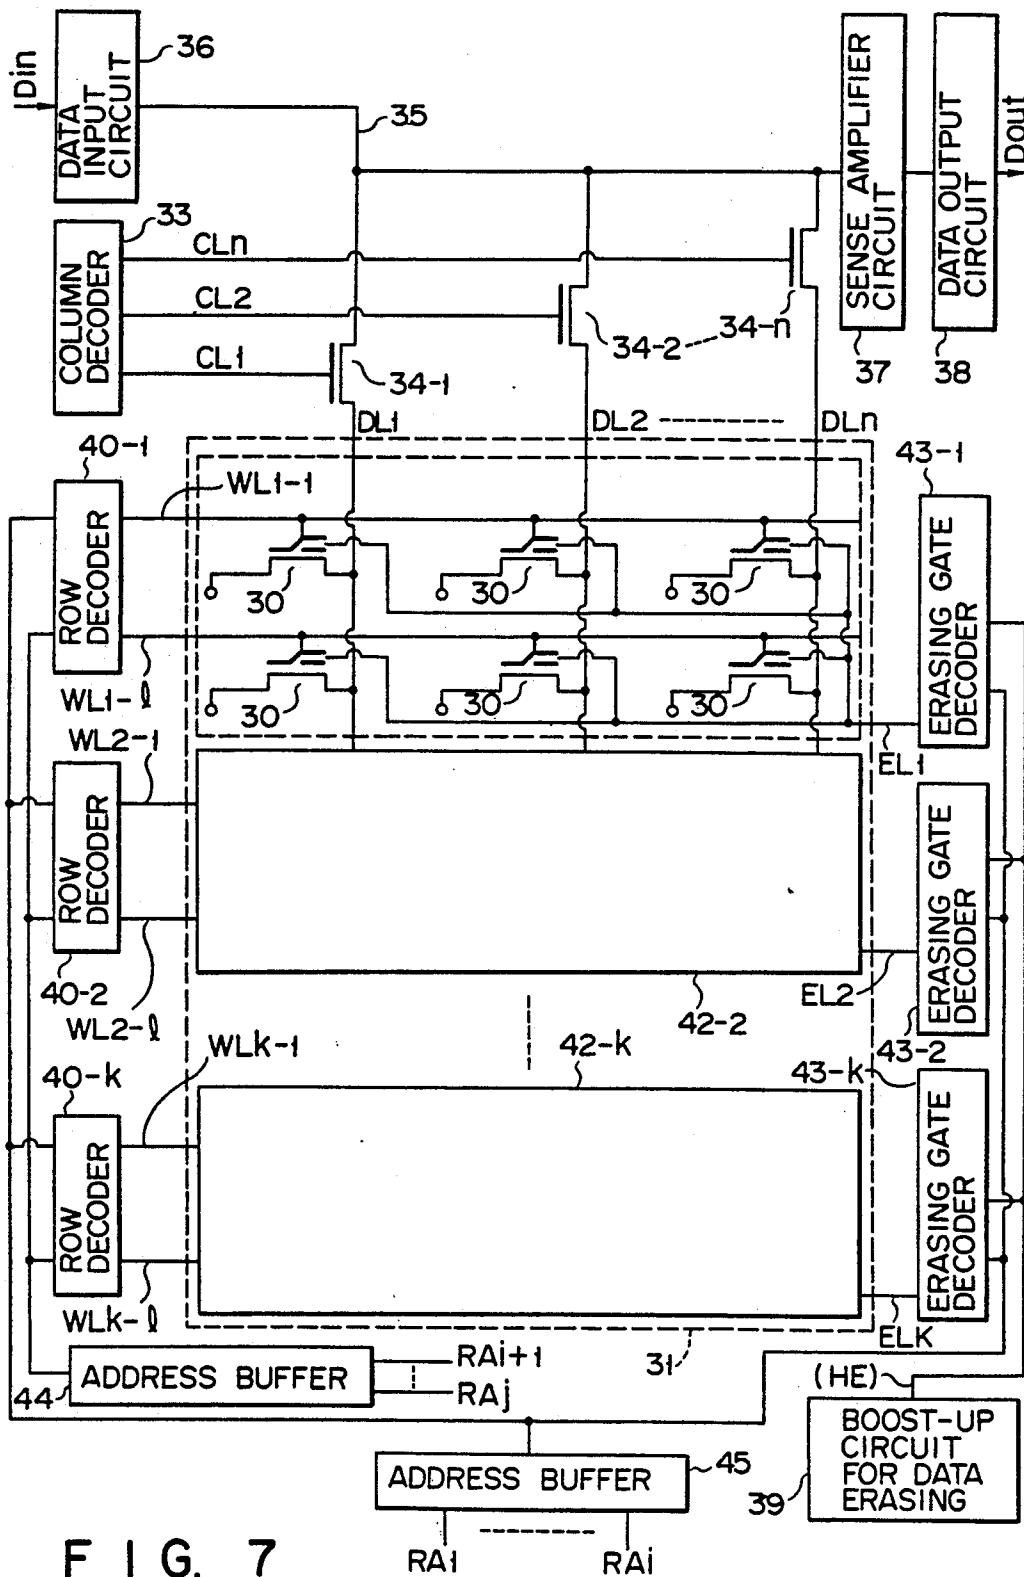 Din
DATA
INPUT
CIRCUIT
36
35
SENSE AMPLIFIER
CIRCUIT
37
DATA OUTPUT
CIRCUIT
38
Dout
COLUMN
DECODER
33
CLn
CL2
CL1
34-1
34-2
34-n
DL1
DL2
DLn
40-1
ROW
DECODER
WL1-1
WL1-l
30
30
30
30
30
30
43-1
ERASING GATE
DECODER
EL1
WL2-1
ROW
DECODER
40-2
WL2-l
42-2
EL2
ERASING GATE
DECODER
43-2
WLk-1
42-k
40-k
ROW
DECODER
WLk-l
43-k
ERASING GATE
DECODER
ELK
31
44
ADDRESS BUFFER
RAi+1
RAj
(HE)
BOOST-UP
CIRCUIT
FOR DATA
ERASING
39
ADDRESS BUFFER
45
RA1
RAi
FIG. 7